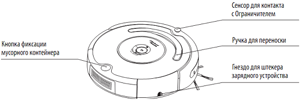 Сенсор для контакта
с Ограничителем
Ручка для переноски
Кнопка фиксации
мусорного контейнера
Гнездо для штекера
зарядного устройства